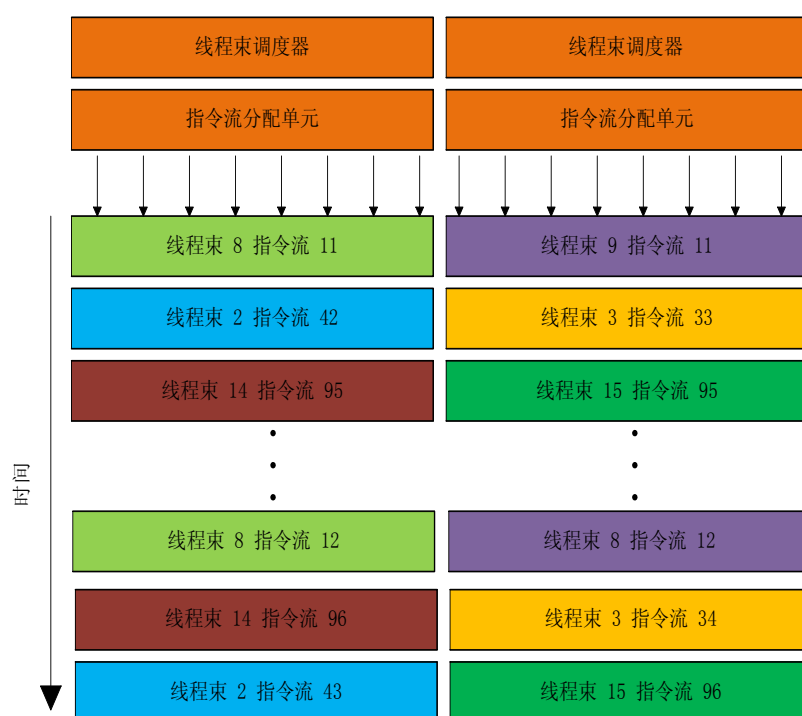 线程束调度器
线程束调度器
指令流分配单元
指令流分配单元
线程束 8 指令流 11
线程束 9 指令流 11
线程束 2 指令流 42
线程束 3 指令流 33
线程束 14 指令流 95
线程束 15 指令流 95
时间
线程束 8 指令流 12
线程束 8 指令流 12
线程束 14 指令流 96
线程束 3 指令流 34
线程束 2 指令流 43
线程束 15 指令流 96